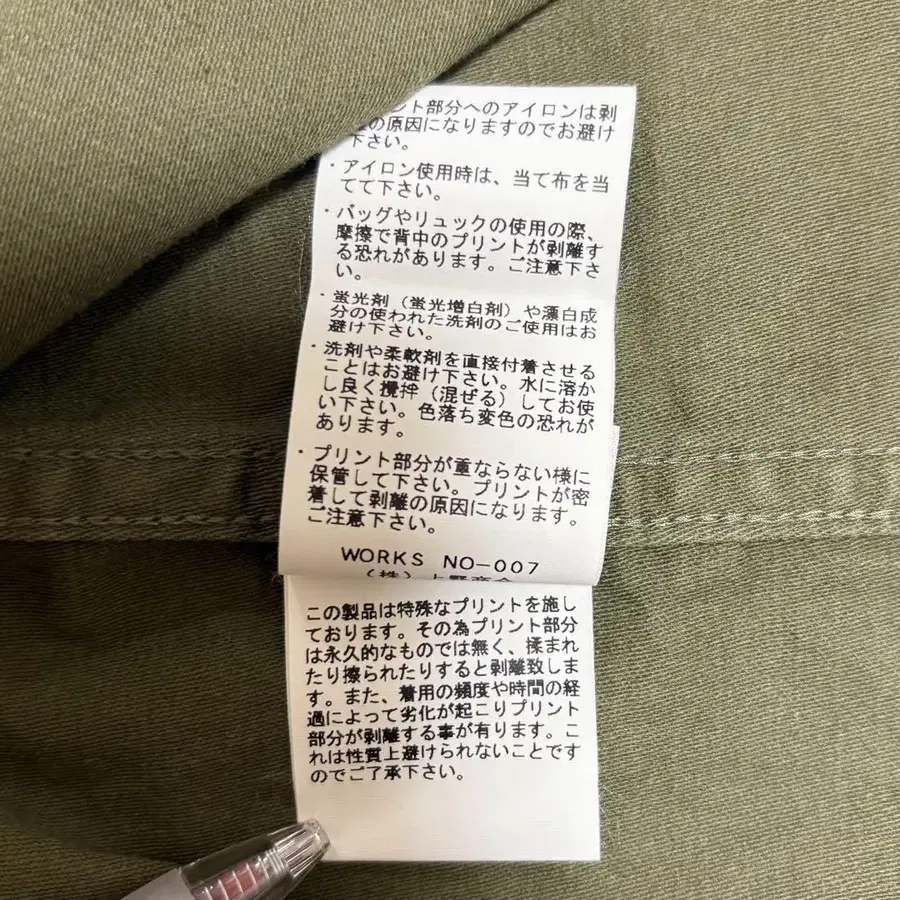 ント部分へのアイロンは剥
の原因になりますのでお避け
下さい。
・アイロン使用時は、当て布を当
てて下さい。
・バッグやリュックの使用の際、
摩擦で背中のプリントが剥離す
る恐れがあります。ご注意下さ
い。
・蛍光剤（蛍光増白剤）や漂白成
分の使われた洗剤のご使用はお
避け下さい。
・洗剤や柔軟剤を直接付着させる
ことはお避け下さい。水に溶か
し良く攪拌（混ぜる）してお使
い下さい。色落ち変色の恐れが
あります。
・プリント部分が重ならない様に
保管して下さい。プリントが密
着して剥離の原因になります。
ご注意下さい。
WORKS NO-007
（株）上野商会
この製品は特殊なプリントを施し
ております。その為プリント部分
は永久的なものでは無く、揉まれ
たり擦られたりすると剥離致しま
す。また、着用の頻度や時間の経
過によって劣化が起こりプリント
部分が剥離する事が有ります。こ
れは性質上避けられないことです
のでご了承下さい。